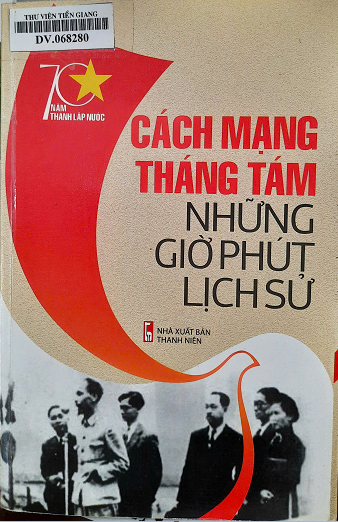 THƯ VIỆN TIỀN GIANG
DV.068280
70
NĂM
THÀNH LẬP NƯỚC
CÁCH MẠNG
THÁNG TÁM
NHỮNG
GIỜ PHÚT
LỊCH SỬ
NHÀ XUẤT BẢN
THANH NIÊN